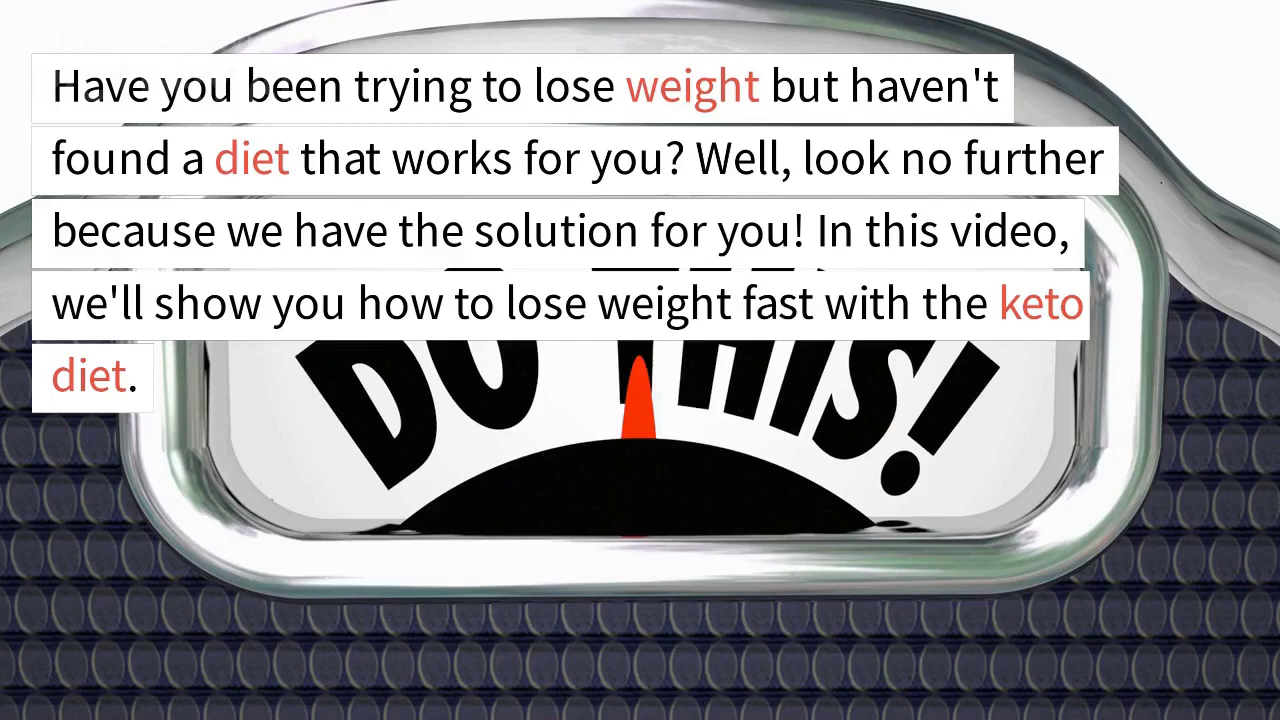 Have you been trying to lose weight but haven't
found a diet that works for you? Well, look no further
because we have the solution for you! In this video,
we'll show you how to lose weight fast with the keto
diet.
DO THIS!